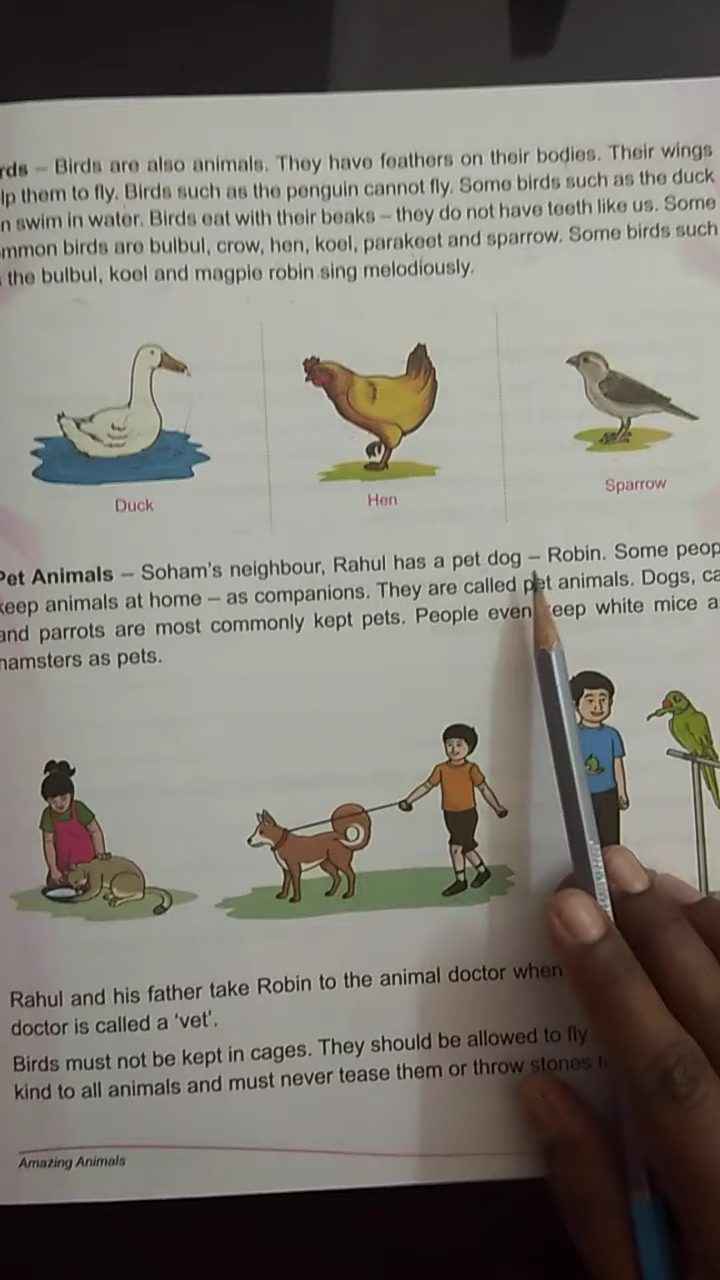 rds – Birds are also animals. They have feathers on their bodies. Their wings
lp them to fly. Birds such as the penguin cannot fly. Some birds such as the duck
n swim in water. Birds eat with their beaks – they do not have teeth like us. Some
mmon birds are bulbul, crow, hen, koel, parakeet and sparrow. Some birds such
the bulbul, koel and magpie robin sing melodiously.
Duck
Hen
Sparrow
Pet Animals – Soham's neighbour, Rahul has a pet dog – Robin. Some peop
keep animals at home – as companions. They are called pet animals. Dogs, ca
and parrots are most commonly kept pets. People even eep white mice a
hamsters as pets.
Rahul and his father take Robin to the animal doctor when
doctor is called a 'vet'.
Birds must not be kept in cages. They should be allowed to fly
kind to all animals and must never tease them or throw stones
Amazing Animals